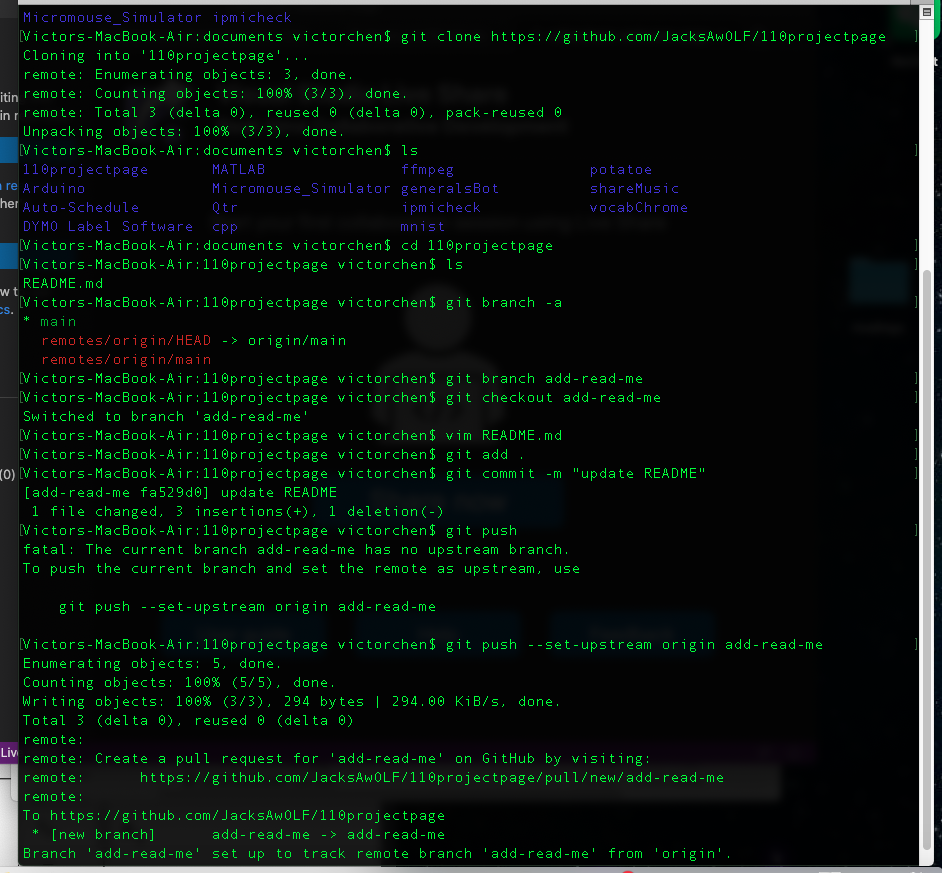 Micromouse_Simulator ipmicheck
[Victors-MacBook-Air:documents victorchen$ git clone https://github.com/JacksAwOLF/110projectpage ]
Cloning into '110projectpage'...
remote: Enumerating objects: 3, done.
remote: Counting objects: 100% (3/3), done.
remote: Total 3 (delta 0), reused 0 (delta 0), pack-reused 0
Unpacking objects: 100% (3/3), done.
[Victors-MacBook-Air:documents victorchen$ ls ]
110projectpage MATLAB ffmpeg potatoe
Arduino Micromouse_Simulator generalsBot shareMusic
Auto-Schedule Qtr ipmicheck vocabChrome
DYMO Label Software cpp mnist
[Victors-MacBook-Air:documents victorchen$ cd 110projectpage ]
[Victors-MacBook-Air:110projectpage victorchen$ ls ]
README.md
[Victors-MacBook-Air:110projectpage victorchen$ git branch -a ]
* main
remotes/origin/HEAD -> origin/main
remotes/origin/main
[Victors-MacBook-Air:110projectpage victorchen$ git branch add-read-me ]
[Victors-MacBook-Air:110projectpage victorchen$ git checkout add-read-me ]
Switched to branch 'add-read-me'
[Victors-MacBook-Air:110projectpage victorchen$ vim README.md ]
[Victors-MacBook-Air:110projectpage victorchen$ git add . ]
[Victors-MacBook-Air:110projectpage victorchen$ git commit -m "update README" ]
[add-read-me fa529d0] update README
1 file changed, 3 insertions(+), 1 deletion(-)
[Victors-MacBook-Air:110projectpage victorchen$ git push ]
fatal: The current branch add-read-me has no upstream branch.
To push the current branch and set the remote as upstream, use
git push --set-upstream origin add-read-me
[Victors-MacBook-Air:110projectpage victorchen$ git push --set-upstream origin add-read-me ]
Enumerating objects: 5, done.
Counting objects: 100% (5/5), done.
Writing objects: 100% (3/3), 294 bytes | 294.00 KiB/s, done.
Total 3 (delta 0), reused 0 (delta 0)
remote:
remote: Create a pull request for 'add-read-me' on GitHub by visiting:
remote: https://github.com/JacksAwOLF/110projectpage/pull/new/add-read-me
remote:
To https://github.com/JacksAwOLF/110projectpage
* [new branch] add-read-me -> add-read-me
Branch 'add-read-me' set up to track remote branch 'add-read-me' from 'origin'.